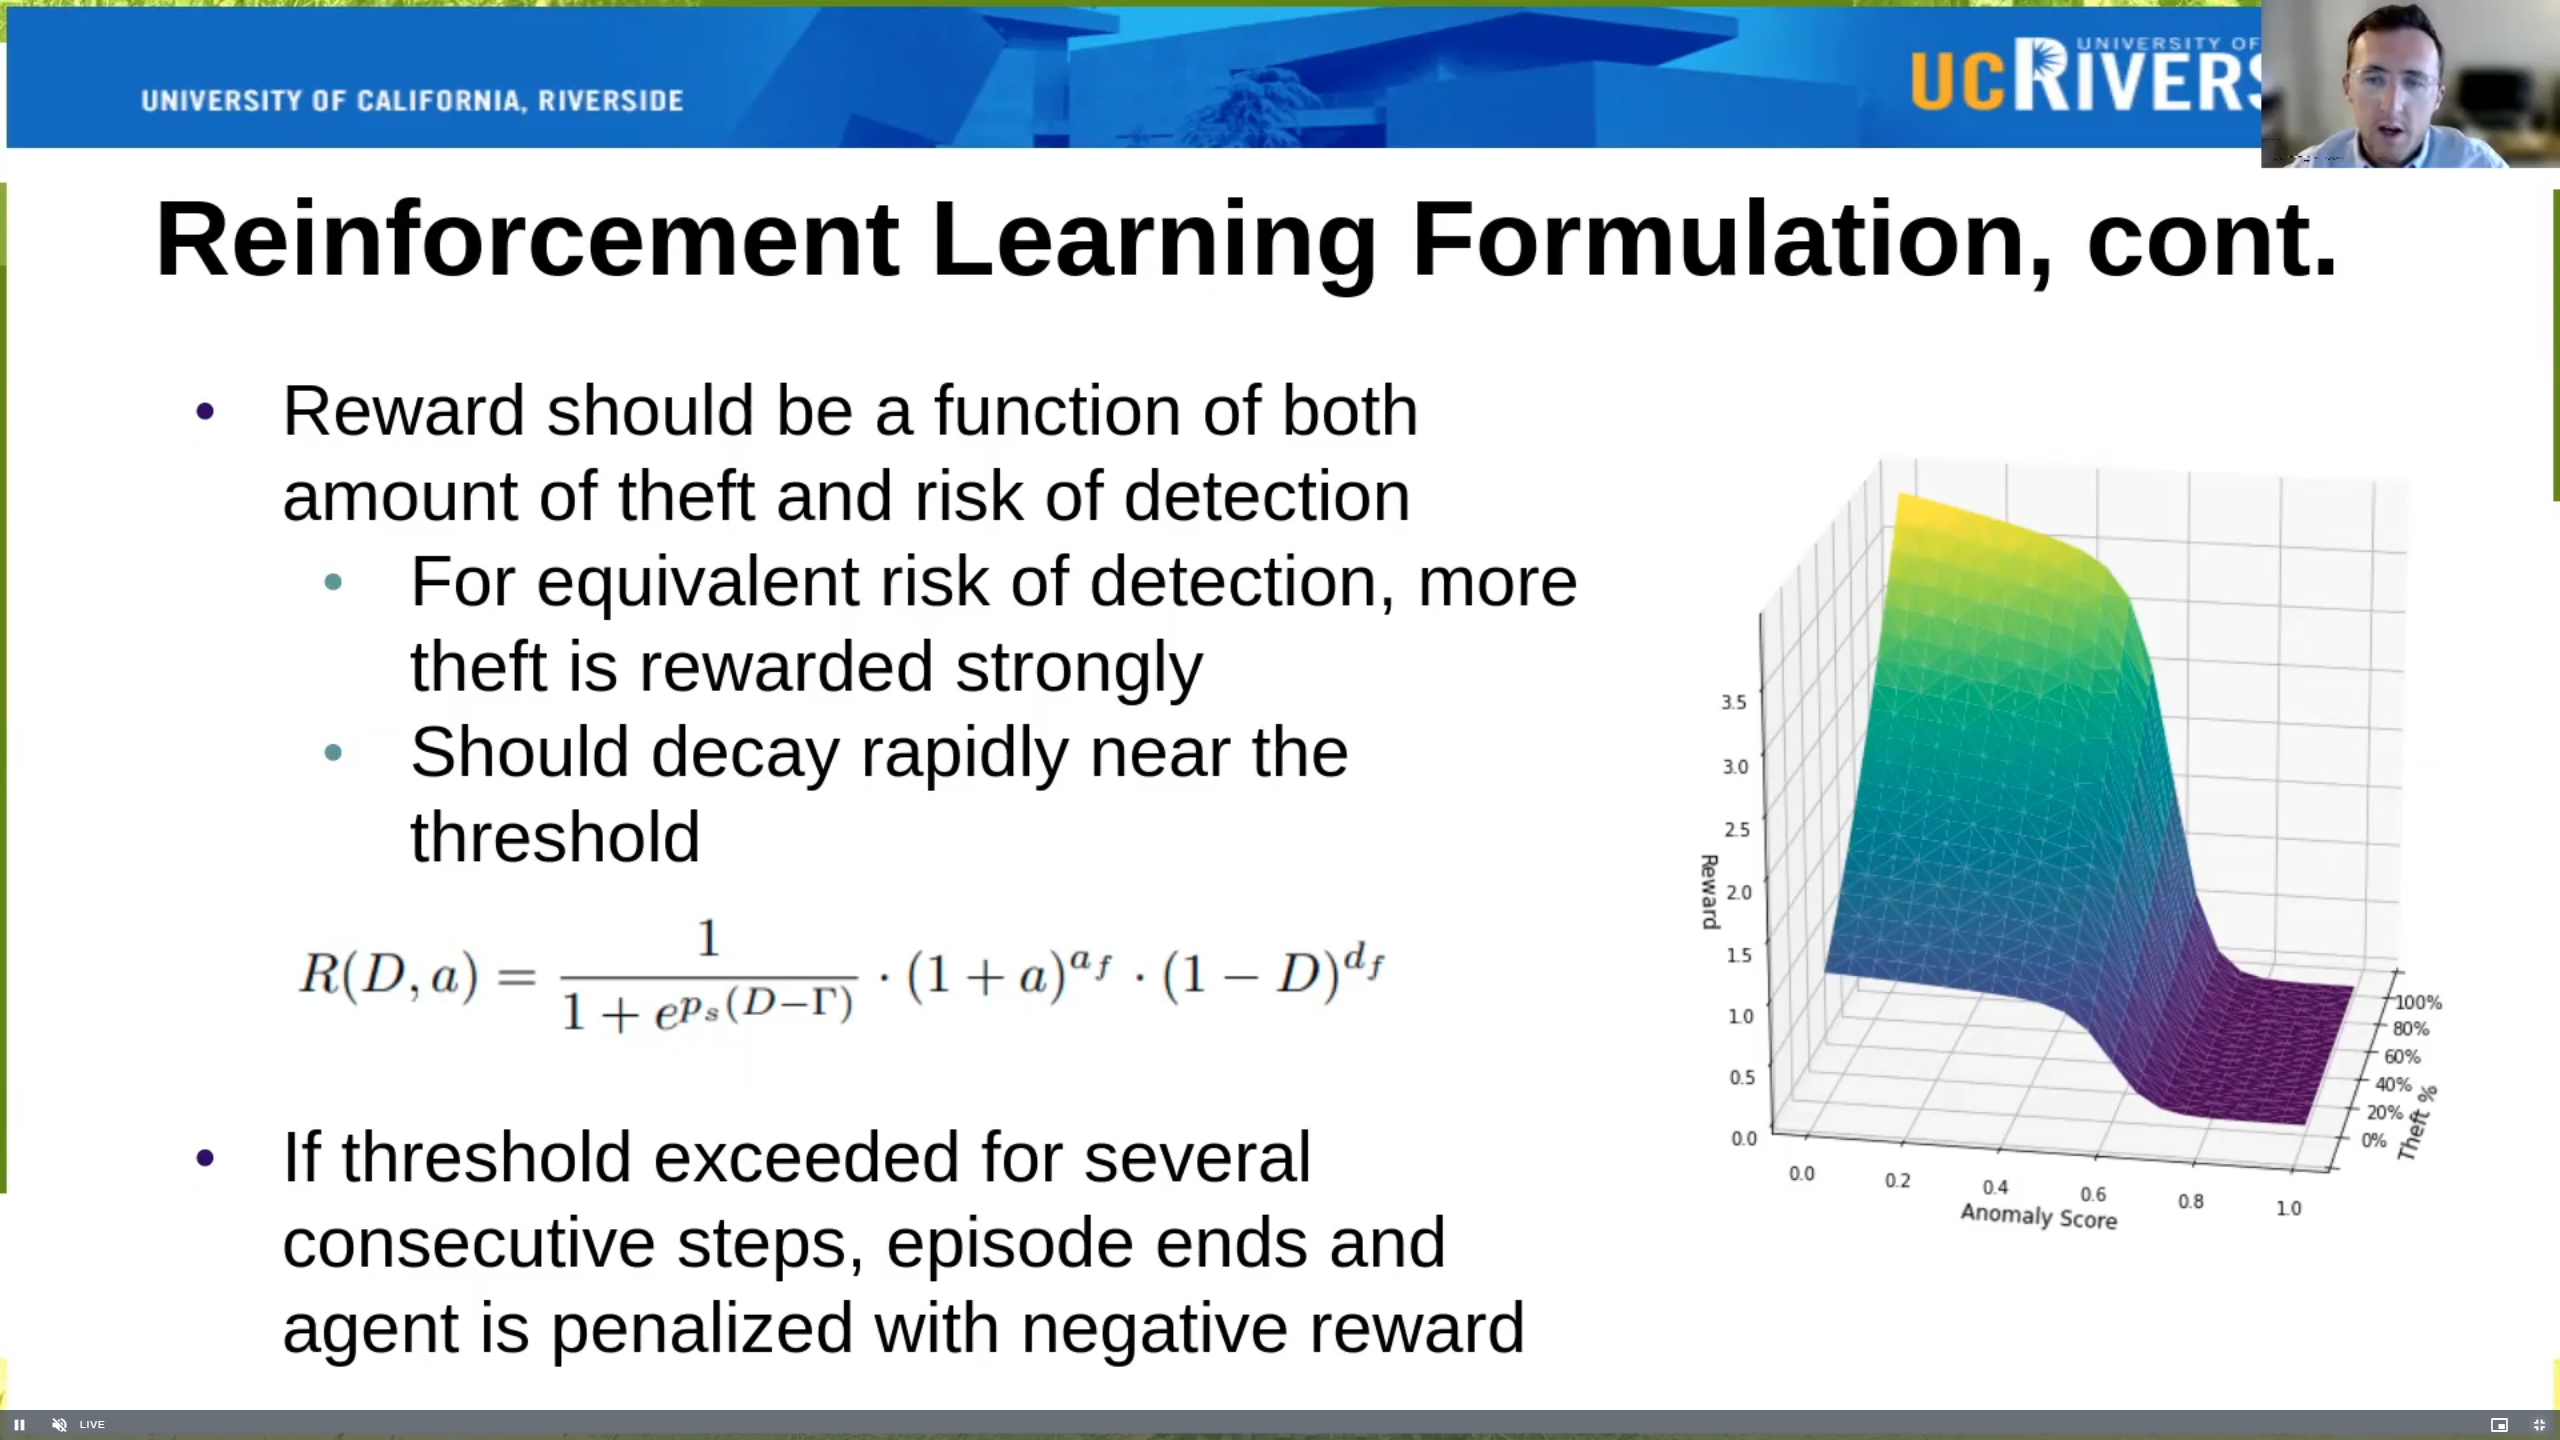 UNIVERSITY OF CALIFORNIA, RIVERSIDE
UNIVERSITY OF
UCRIVERS
Reinforcement Learning Formulation, cont.
• Reward should be a function of both
amount of theft and risk of detection
• For equivalent risk of detection, more
theft is rewarded strongly
• Should decay rapidly near the
threshold
R(D, a) = 1 / (1 + e^{p_s(D−Γ)}) · (1 + a)^{a_f} · (1 − D)^{d_f}
• If threshold exceeded for several
consecutive steps, episode ends and
agent is penalized with negative reward
Reward
3.5
3.0
2.5
2.0
1.5
1.0
0.5
0.0
0.0 0.2 0.4 0.6 0.8 1.0
Anomaly Score
100%
80%
60%
40%
20%
0%
Theft %
LIVE